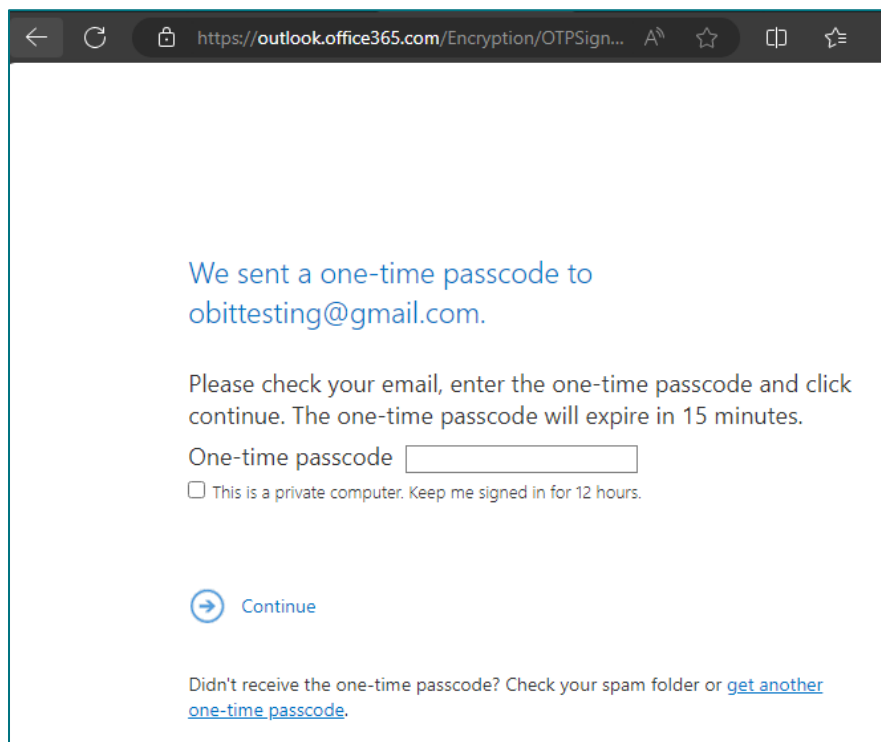 https://outlook.office365.com/Encryption/OTPSign...
We sent a one-time passcode to
obittesting@gmail.com.
Please check your email, enter the one-time passcode and click
continue. The one-time passcode will expire in 15 minutes.
One-time passcode
This is a private computer. Keep me signed in for 12 hours.
Continue
Didn't receive the one-time passcode? Check your spam folder or get another
one-time passcode.